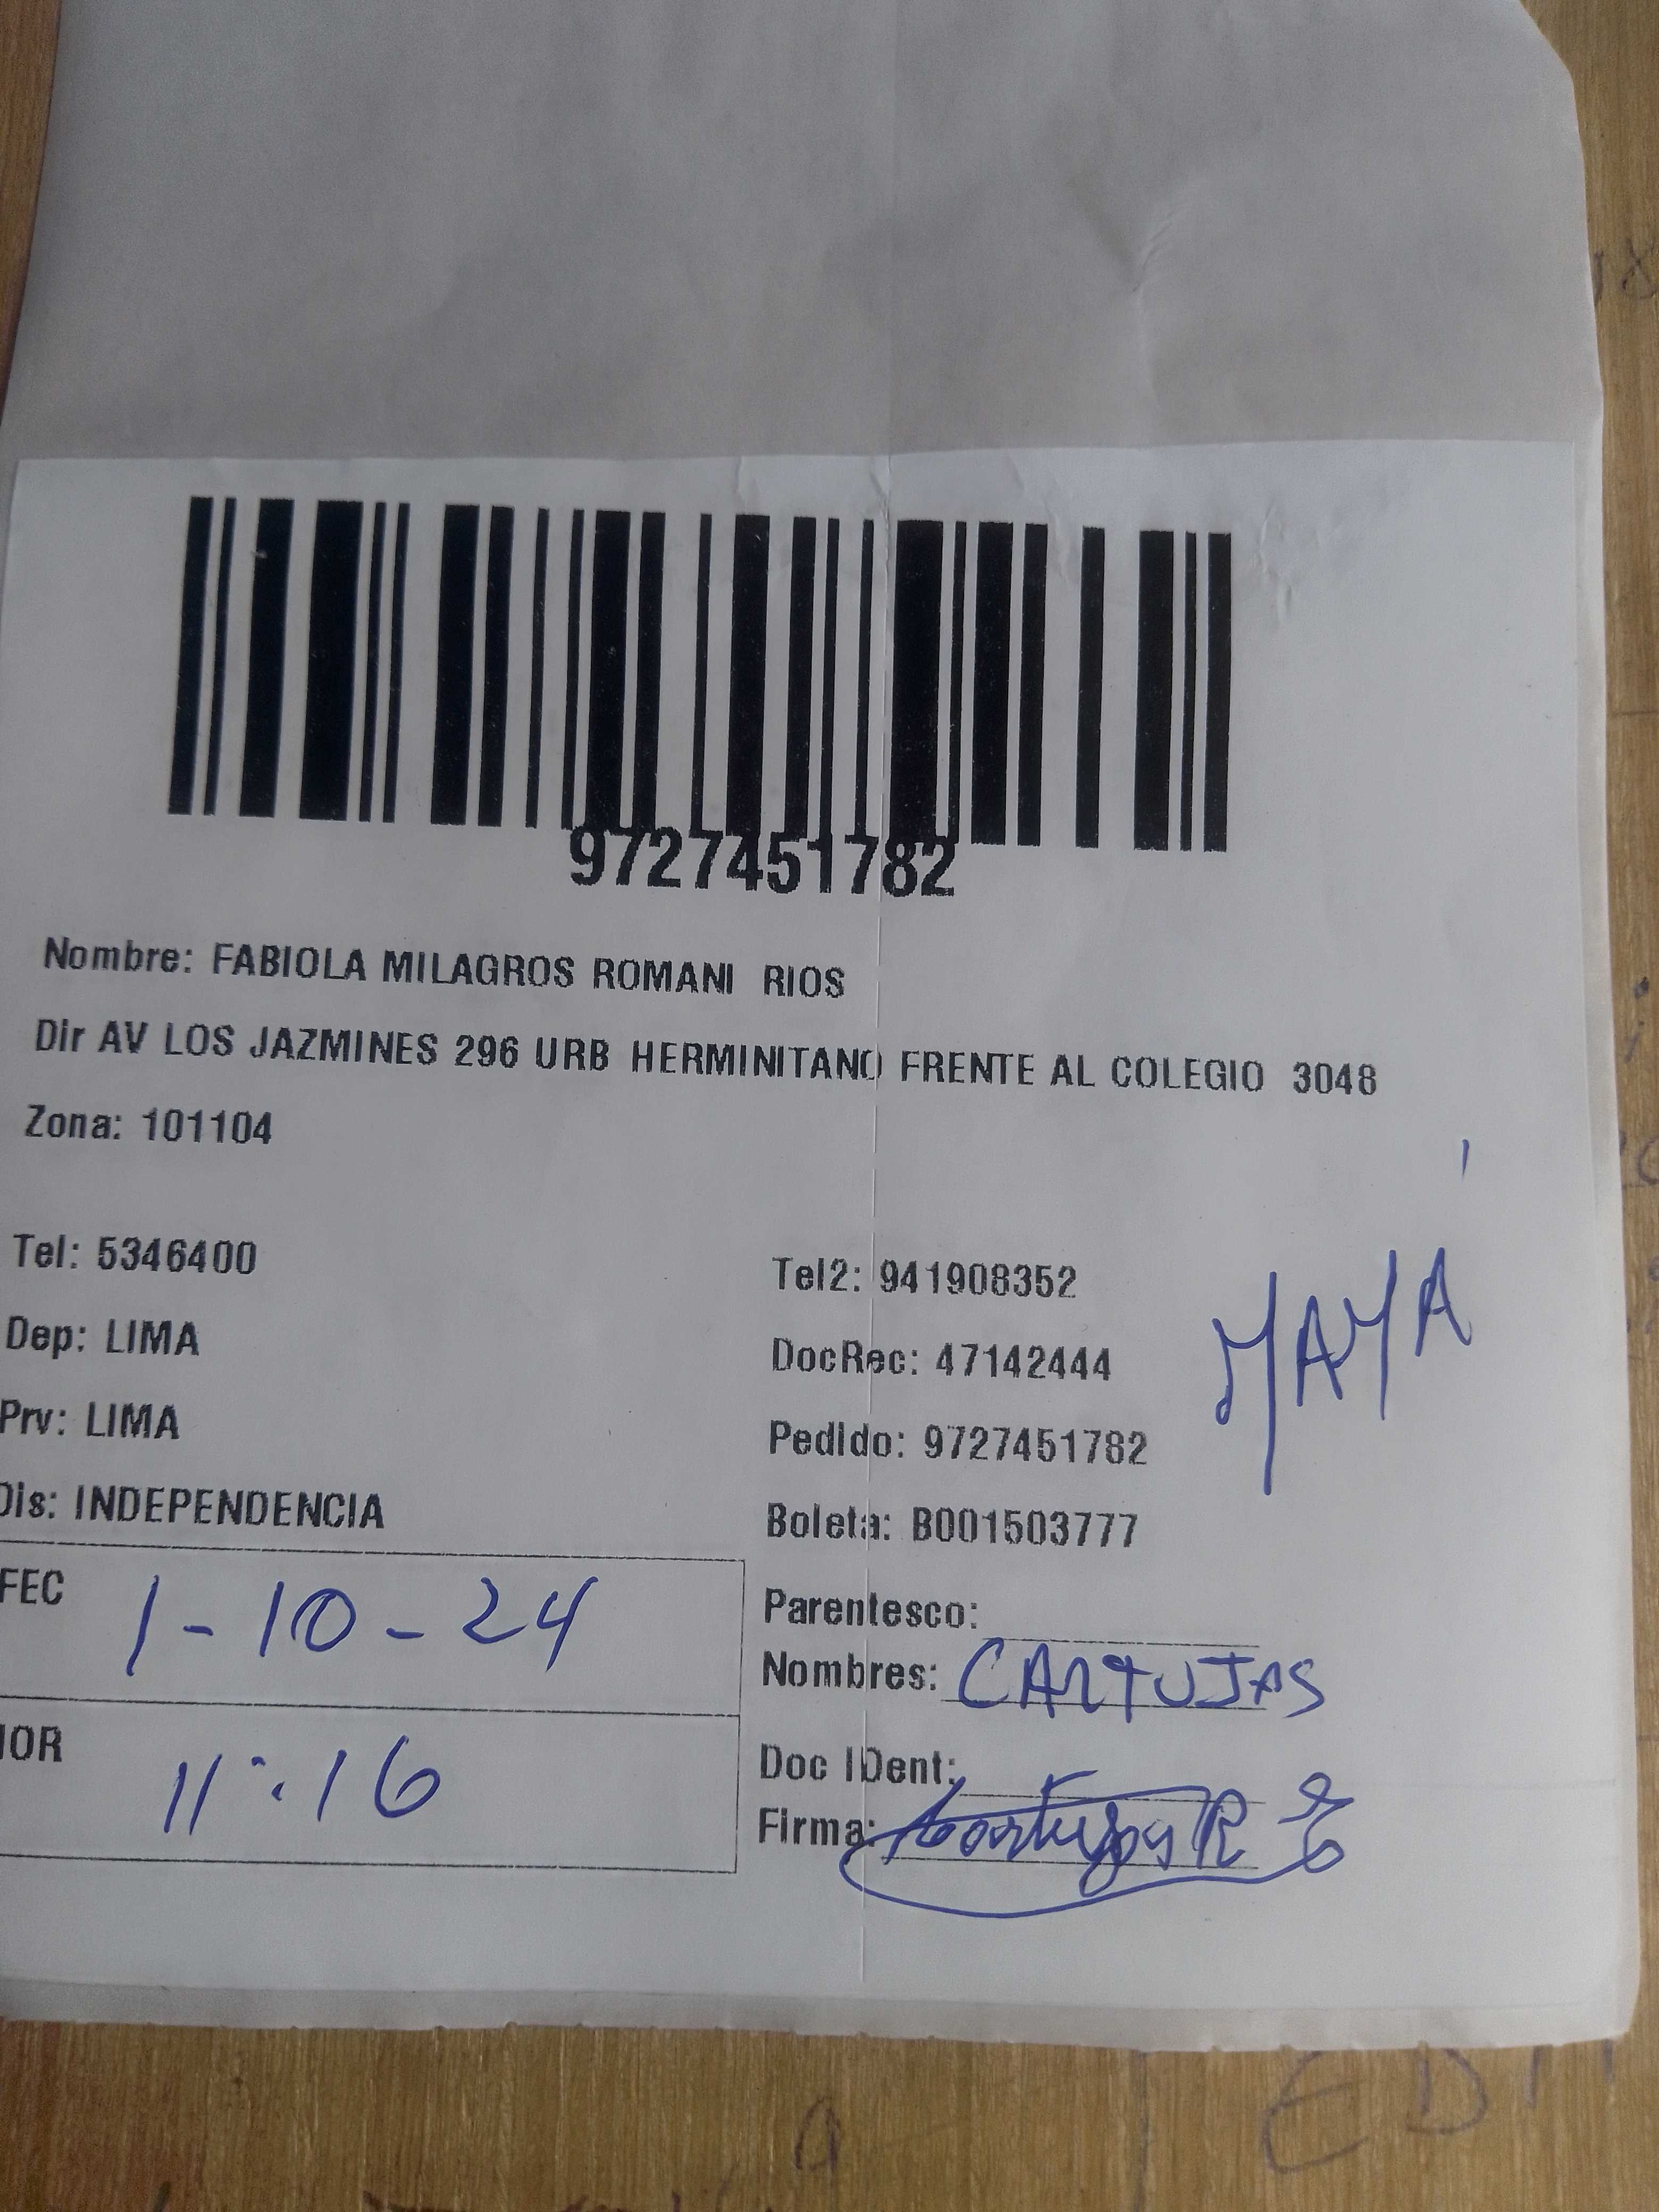 9727451782
Nombre: FABIOLA MILAGROS ROMANI RIOS
Dir AV LOS JAZMINES 296 URB HERMINITANO FRENTE AL COLEGIO 3048
Zona: 101104
Tel: 5346400
Tel2: 941908352
Dep: LIMA
DocRec: 47142444
MAYA
Prv: LIMA
Pedido: 9727451782
Dis: INDEPENDENCIA
Boleta: B001503777
FEC 1-10-24
Parentesco:
Nombres: CARTUJAS
HOR 11:16
Doc IDent:
Firma: